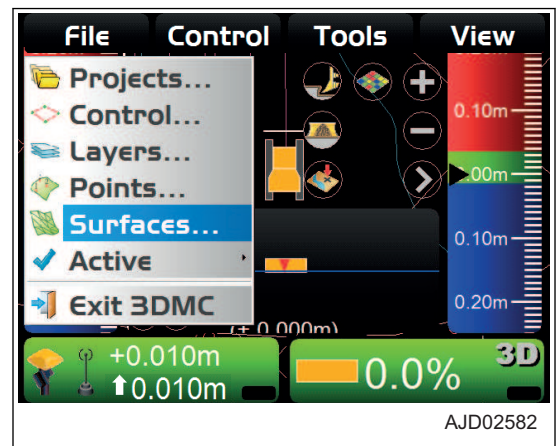 File Control Tools View
Projects...
Control...
Layers...
Points...
Surfaces...
Active
Exit 3DMC
0.10m
.00m
0.10m
0.20m
(± 0.000m)
+0.010m
0.010m
0.0%
3D
AJD02582